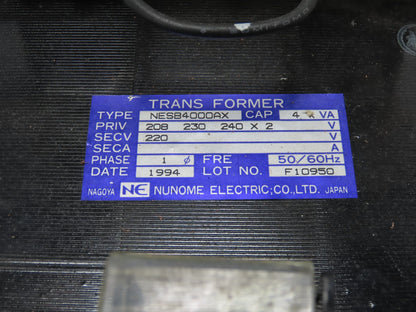 TRANS FORMER
TYPE NESB4000AX CAP 4 K VA
PRIV 208 230 240 X 2 V
SECV 220 V
SECA A
PHASE 1 ø FRE 50/60Hz
DATE 1994 LOT NO. F10950
NAGOYA NE NUNOME ELECTRIC;CO.,LTD. JAPAN